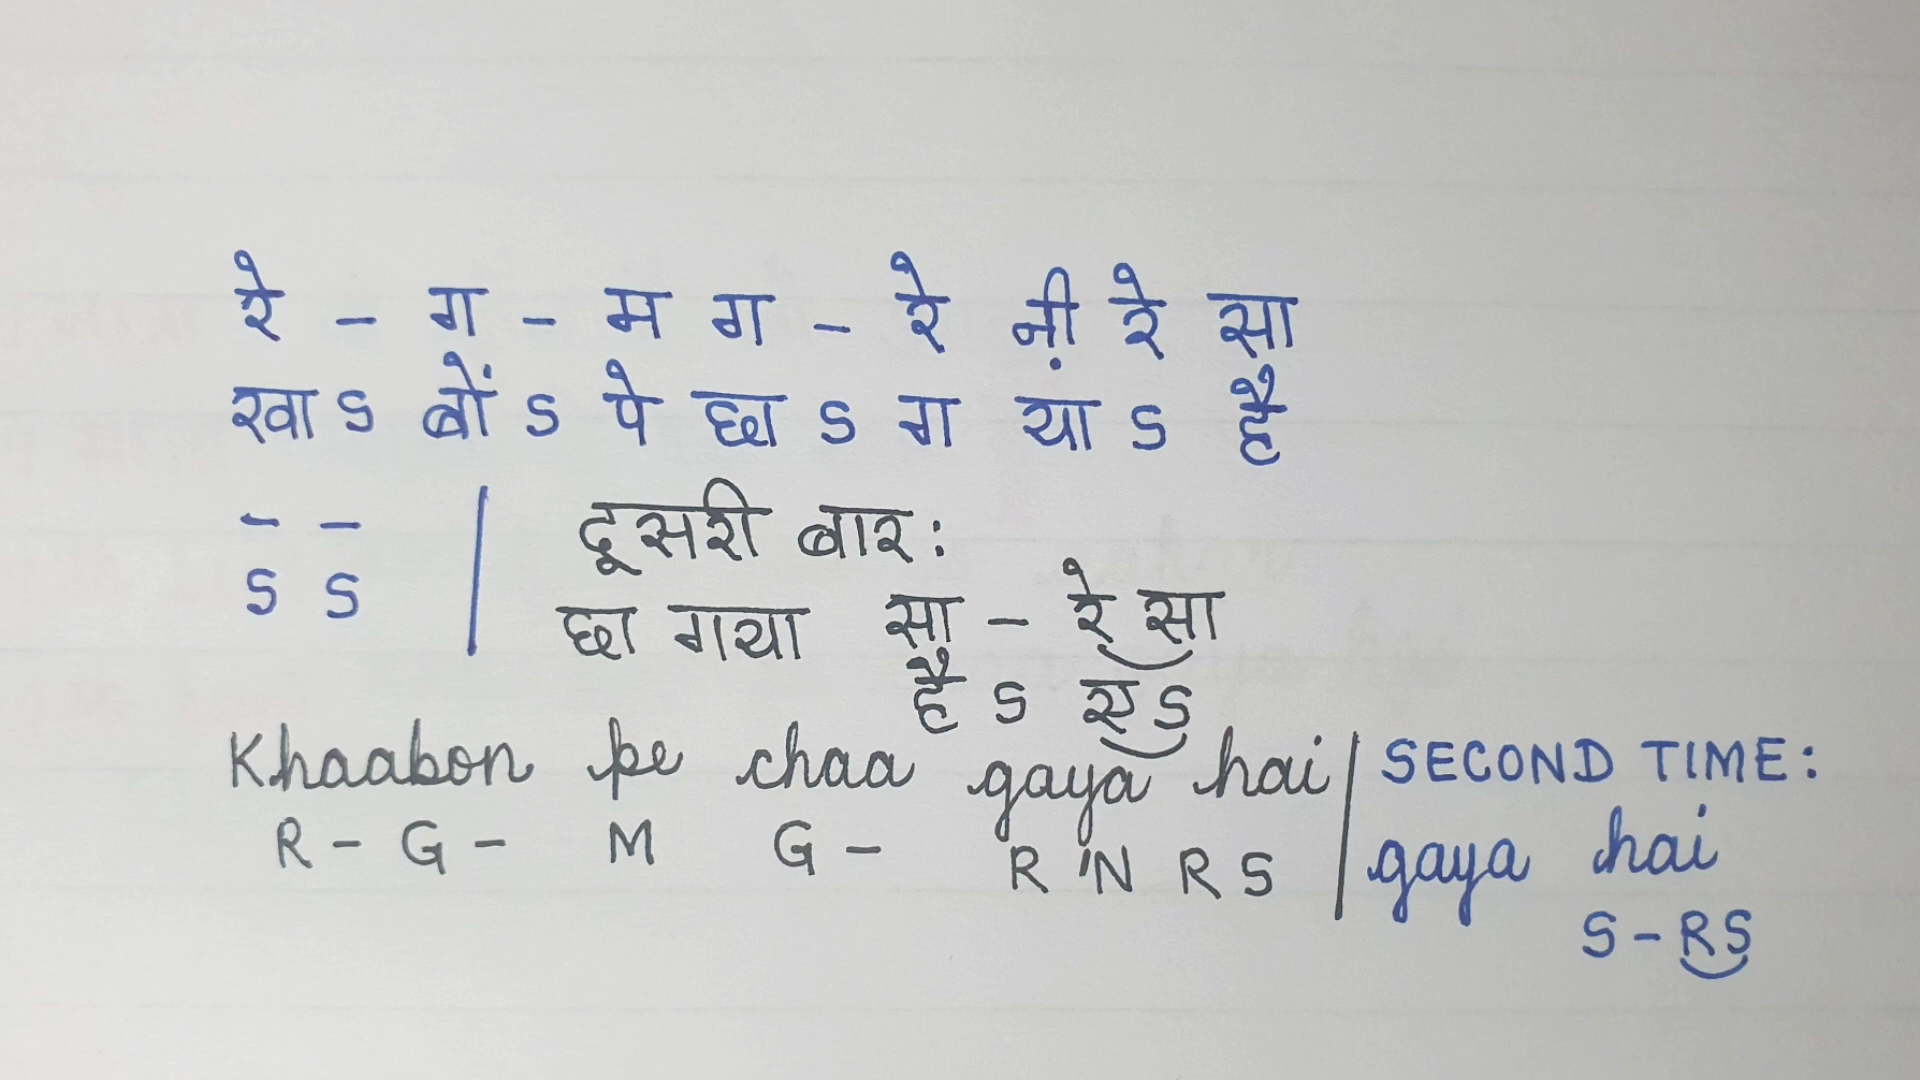 रे - ग - म ग - रे ऩी रे सा
ख्वा S बों S पे छा S ग या S है
- - | दूसरी बार:
S S
छा गया सा - रे सा
है S ए S
Khaabon pe chaa gaya hai | SECOND TIME:
R - G - M G - R 'N R S
gaya hai
S - RS